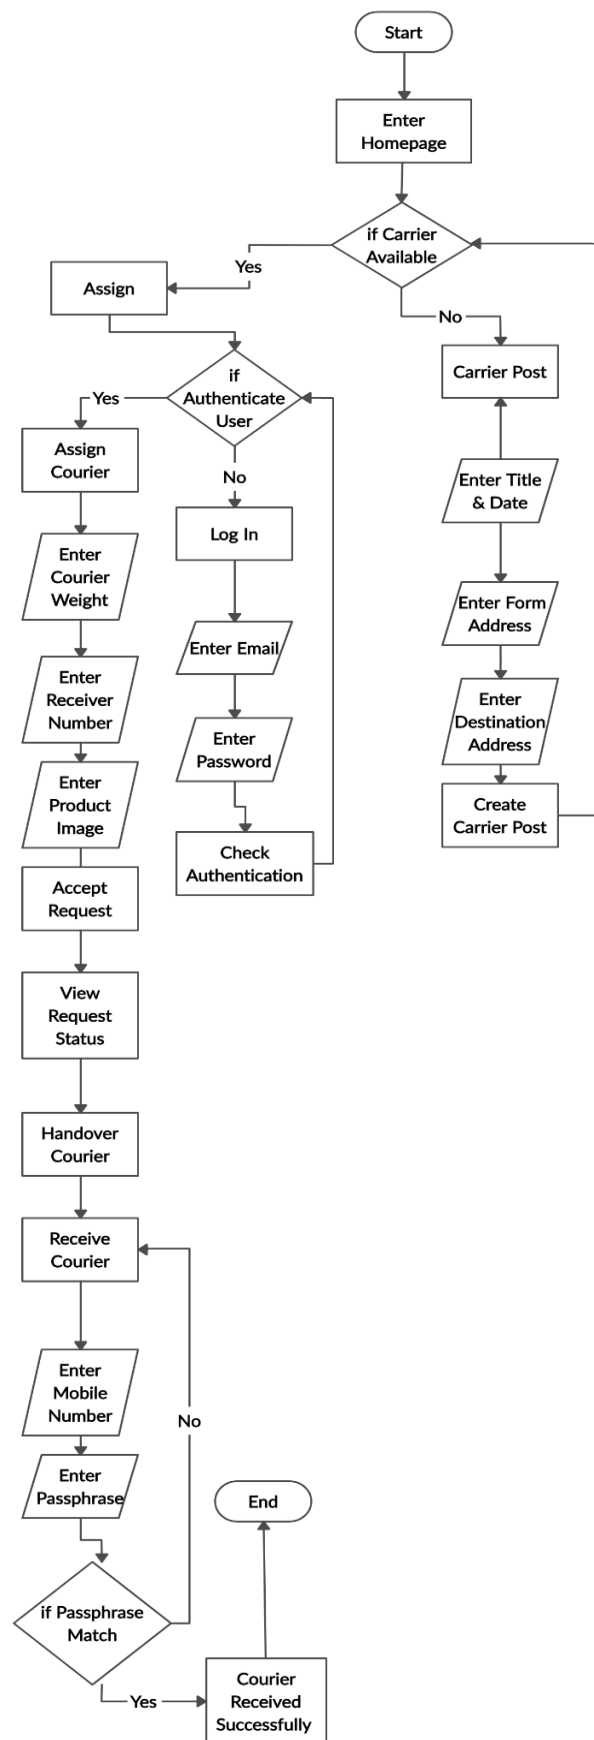 Start
Enter
Homepage
if Carrier
Available
Yes
Assign
No
Carrier Post
if
Authenticate
User
Yes
Assign
Courier
No
Log In
Enter Title
& Date
Enter
Courier
Weight
Enter Email
Enter Form
Address
Enter
Receiver
Number
Enter
Password
Enter
Destination
Address
Enter
Product
Image
Check
Authentication
Create
Carrier Post
Accept
Request
View
Request
Status
Handover
Courier
Receive
Courier
Enter
Mobile
Number
No
Enter
Passphrase
End
if Passphrase
Match
Yes
Courier
Received
Successfully